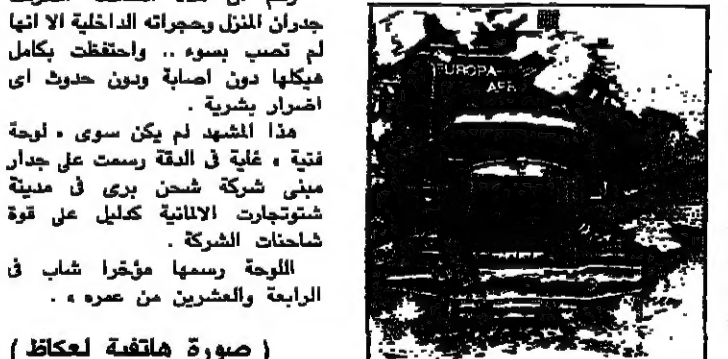 جدران المنزل وحجراته الداخلية الا انها
لم تصب بسوء .. واحتفظت بكامل
هيكلها دون اصابة ودون حدوث اى
اضرار بشرية .
هذا المشهد لم يكن سوى « لوحة
فنية » غاية فى الدقة رسمت على جدار
مبنى شركة شحن برى فى مدينة
شتوتجارت الالمانية كدليل على قوة
شاحنات الشركة .
اللوحة رسمها مؤخرا شاب فى
الرابعة والعشرين من عمره » .
( صورة هاتفية لعكاظ )
EUROPA-